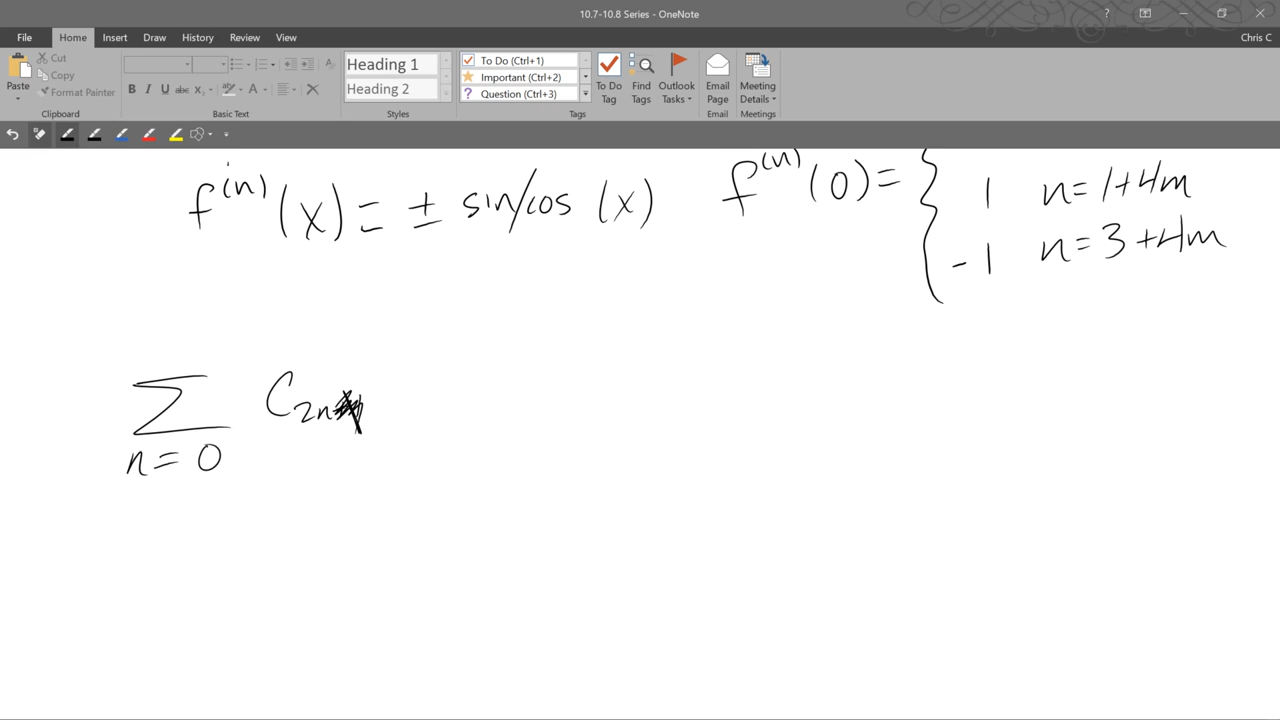 10.7-10.8 Series - OneNote
File Home Insert Draw History Review View Chris C
Paste Cut Copy Format Painter
B I U abc x₂ aby A
Heading 1
Heading 2
To Do (Ctrl+1)
Important (Ctrl+2)
Question (Ctrl+3)
To Do Tag
Find Tags
Outlook Tasks
Email Page
Meeting Details
Clipboard Basic Text Styles Tags Email Meetings
f^(n) (x) = ± sin/cos (x)
f^(n) (0) = {
1 n = 1+4m
-1 n = 3+4m
∑ C_2n
n = 0